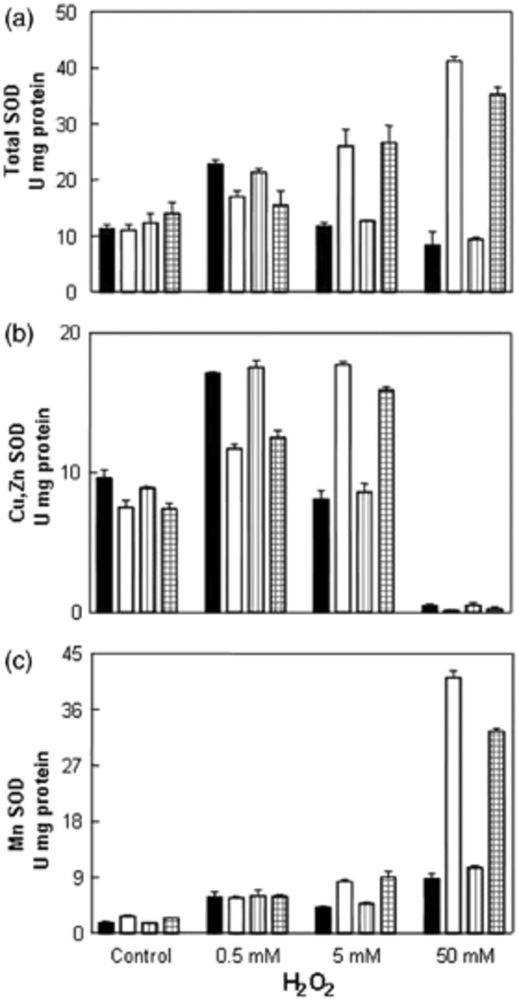 (a)
50
40
30
20
10
0
Total SOD
U mg protein
(b)
20
10
0
Cu,Zn SOD
U mg protein
(c)
45
36
27
18
9
0
Mn SOD
U mg protein
Control 0.5 mM 5 mM 50 mM
H₂O₂